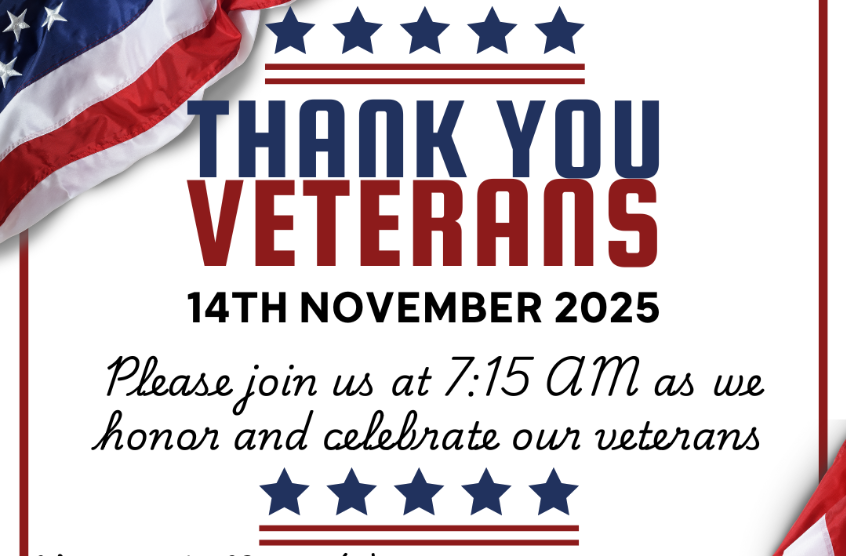 THANK YOU
VETERANS
14TH NOVEMBER 2025
Please join us at 7:15 AM as we
honor and celebrate our veterans